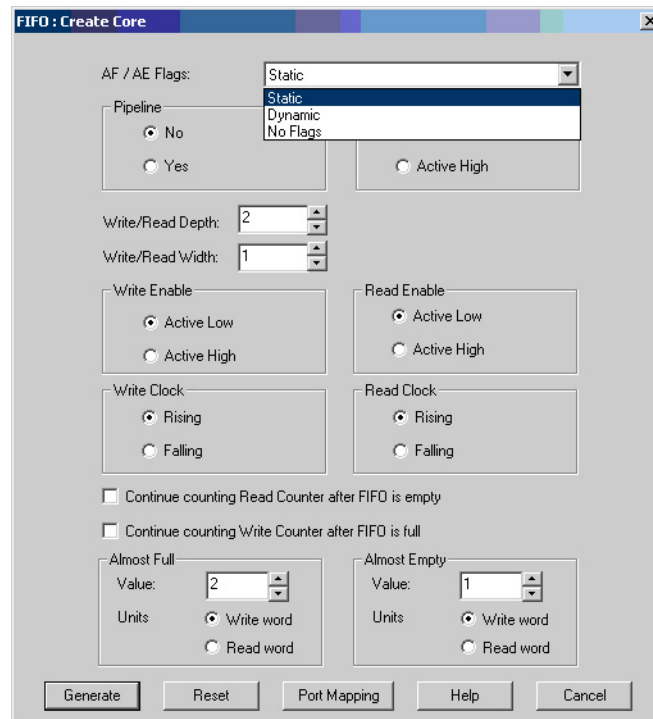 FIFO : Create Core
AF / AE Flags: Static
Static
Dynamic
No Flags
Pipeline
No
Yes
Active High
Write/Read Depth: 2
Write/Read Width: 1
Write Enable
Active Low
Active High
Read Enable
Active Low
Active High
Write Clock
Rising
Falling
Read Clock
Rising
Falling
Continue counting Read Counter after FIFO is empty
Continue counting Write Counter after FIFO is full
Almost Full
Value: 2
Units Write word
Read word
Almost Empty
Value: 1
Units Write word
Read word
Generate Reset Port Mapping Help Cancel